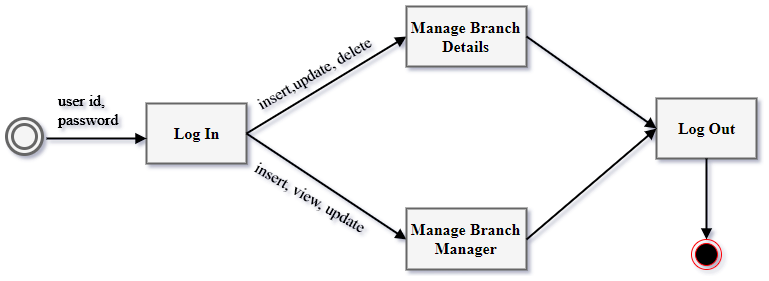 user id,
password
Log In
insert,update, delete
insert, view, update
Manage Branch
Details
Manage Branch
Manager
Log Out